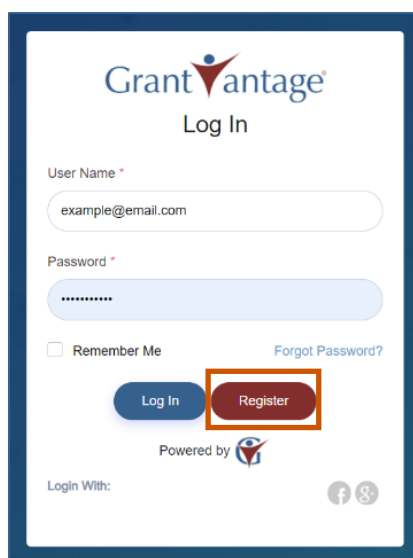 GrantVantage®
Log In
User Name *
example@email.com
Password *
•••••••••••
Remember Me Forgot Password?
Log In Register
Powered by
Login With: